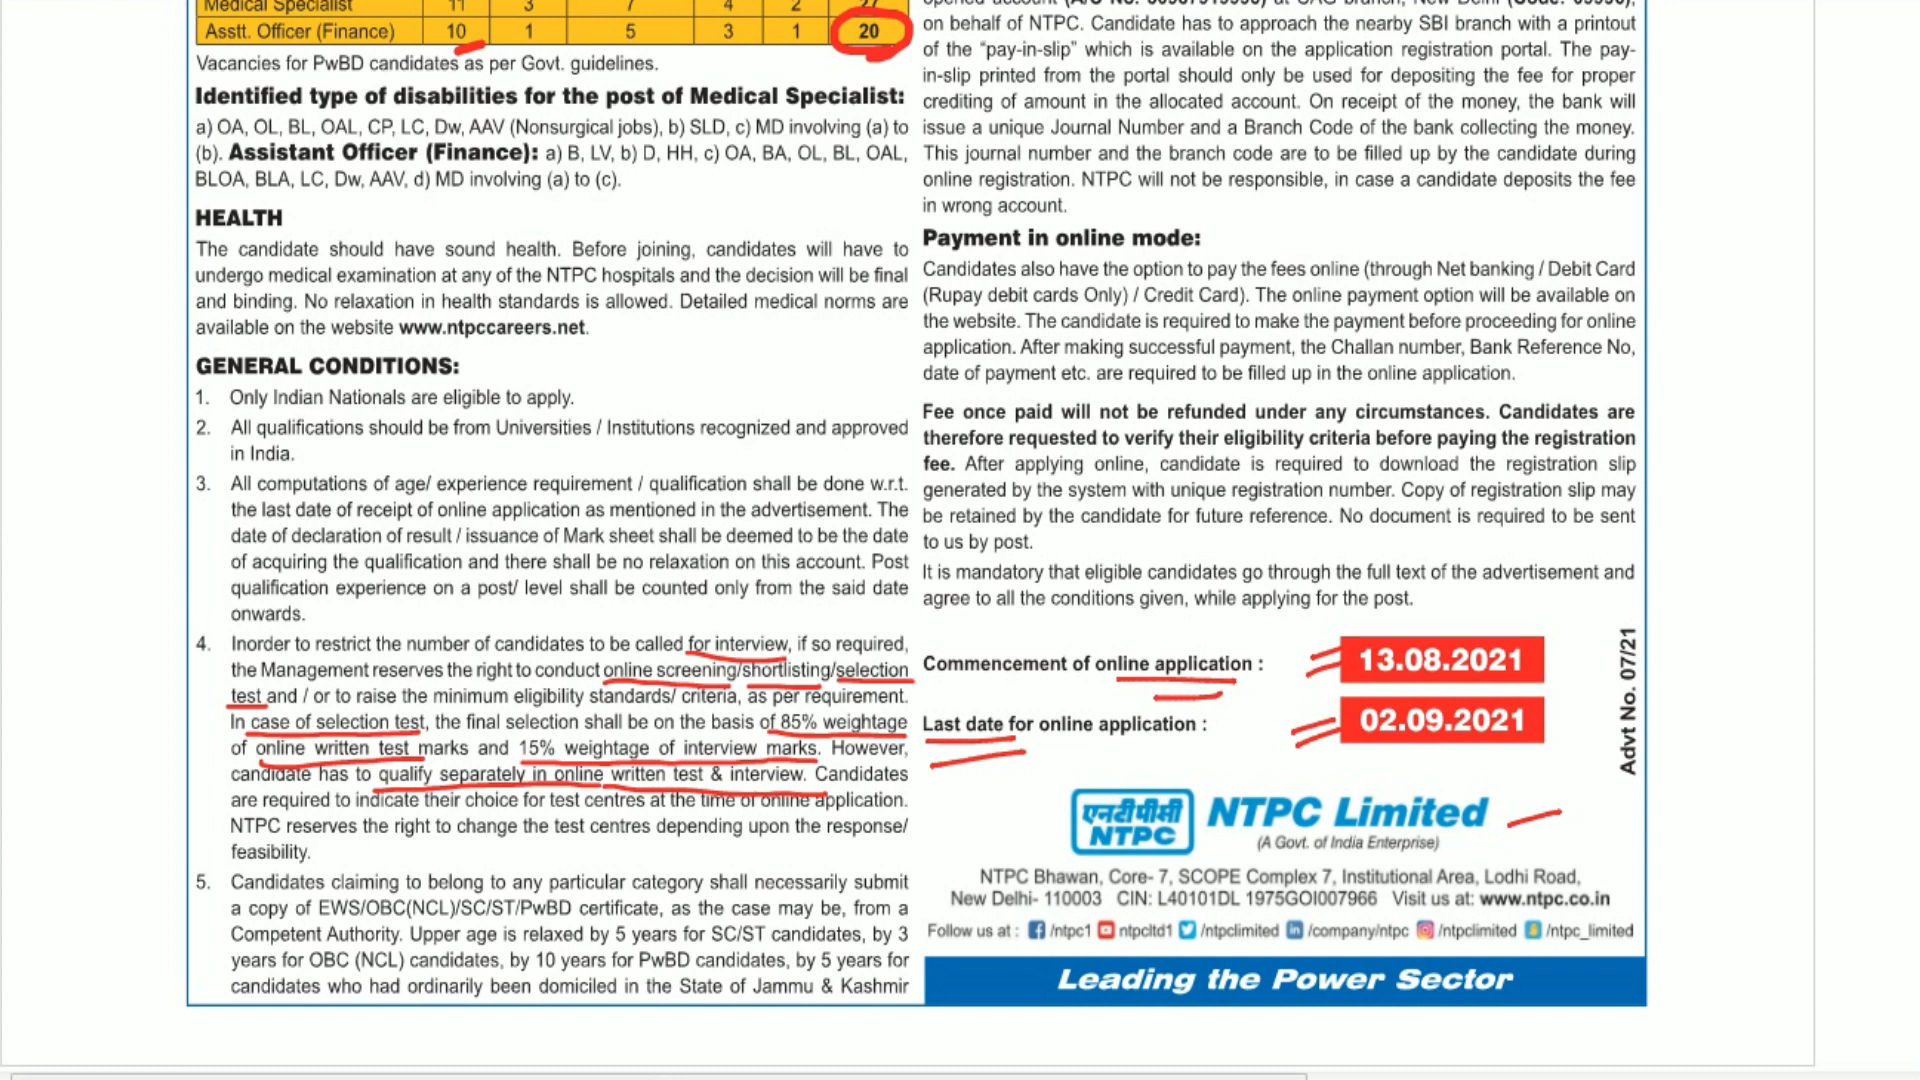 Medical Specialist 11 3 7 4 2 27
Asstt. Officer (Finance) 10 1 5 3 1 20
Vacancies for PwBD candidates as per Govt. guidelines.
Identified type of disabilities for the post of Medical Specialist:
a) OA, OL, BL, OAL, CP, LC, Dw, AAV (Nonsurgical jobs), b) SLD, c) MD involving (a) to
(b). Assistant Officer (Finance): a) B, LV, b) D, HH, c) OA, BA, OL, BL, OAL,
BLOA, BLA, LC, Dw, AAV, d) MD involving (a) to (c).
HEALTH
The candidate should have sound health. Before joining, candidates will have to
undergo medical examination at any of the NTPC hospitals and the decision will be final
and binding. No relaxation in health standards is allowed. Detailed medical norms are
available on the website www.ntpccareers.net.
GENERAL CONDITIONS:
1. Only Indian Nationals are eligible to apply.
2. All qualifications should be from Universities / Institutions recognized and approved
in India.
3. All computations of age/ experience requirement / qualification shall be done w.r.t.
the last date of receipt of online application as mentioned in the advertisement. The
date of declaration of result / issuance of Mark sheet shall be deemed to be the date
of acquiring the qualification and there shall be no relaxation on this account. Post
qualification experience on a post/ level shall be counted only from the said date
onwards.
4. Inorder to restrict the number of candidates to be called for interview, if so required,
the Management reserves the right to conduct online screening/shortlisting/selection
test and / or to raise the minimum eligibility standards/ criteria, as per requirement.
In case of selection test, the final selection shall be on the basis of 85% weightage
of online written test marks and 15% weightage of interview marks. However,
candidate has to qualify separately in online written test & interview. Candidates
are required to indicate their choice for test centres at the time of online application.
NTPC reserves the right to change the test centres depending upon the response/
feasibility.
5. Candidates claiming to belong to any particular category shall necessarily submit
a copy of EWS/OBC(NCL)/SC/ST/PwBD certificate, as the case may be, from a
Competent Authority. Upper age is relaxed by 5 years for SC/ST candidates, by 3
years for OBC (NCL) candidates, by 10 years for PwBD candidates, by 5 years for
candidates who had ordinarily been domiciled in the State of Jammu & Kashmir
on behalf of NTPC. Candidate has to approach the nearby SBI branch with a printout
of the “pay-in-slip” which is available on the application registration portal. The pay-
in-slip printed from the portal should only be used for depositing the fee for proper
crediting of amount in the allocated account. On receipt of the money, the bank will
issue a unique Journal Number and a Branch Code of the bank collecting the money.
This journal number and the branch code are to be filled up by the candidate during
online registration. NTPC will not be responsible, in case a candidate deposits the fee
in wrong account.
Payment in online mode:
Candidates also have the option to pay the fees online (through Net banking / Debit Card
(Rupay debit cards Only) / Credit Card). The online payment option will be available on
the website. The candidate is required to make the payment before proceeding for online
application. After making successful payment, the Challan number, Bank Reference No,
date of payment etc. are required to be filled up in the online application.
Fee once paid will not be refunded under any circumstances. Candidates are
therefore requested to verify their eligibility criteria before paying the registration
fee. After applying online, candidate is required to download the registration slip
generated by the system with unique registration number. Copy of registration slip may
be retained by the candidate for future reference. No document is required to be sent
to us by post.
It is mandatory that eligible candidates go through the full text of the advertisement and
agree to all the conditions given, while applying for the post.
Commencement of online application : 13.08.2021
Last date for online application : 02.09.2021
Advt No. 07/21
एनटीपीसी
NTPC
NTPC Limited
(A Govt. of India Enterprise)
NTPC Bhawan, Core- 7, SCOPE Complex 7, Institutional Area, Lodhi Road,
New Delhi- 110003 CIN: L40101DL 1975GOI007966 Visit us at: www.ntpc.co.in
Follow us at : /ntpc1 ntpcltd1 /ntpclimited /company/ntpc /ntpclimited /ntpc_limited
Leading the Power Sector